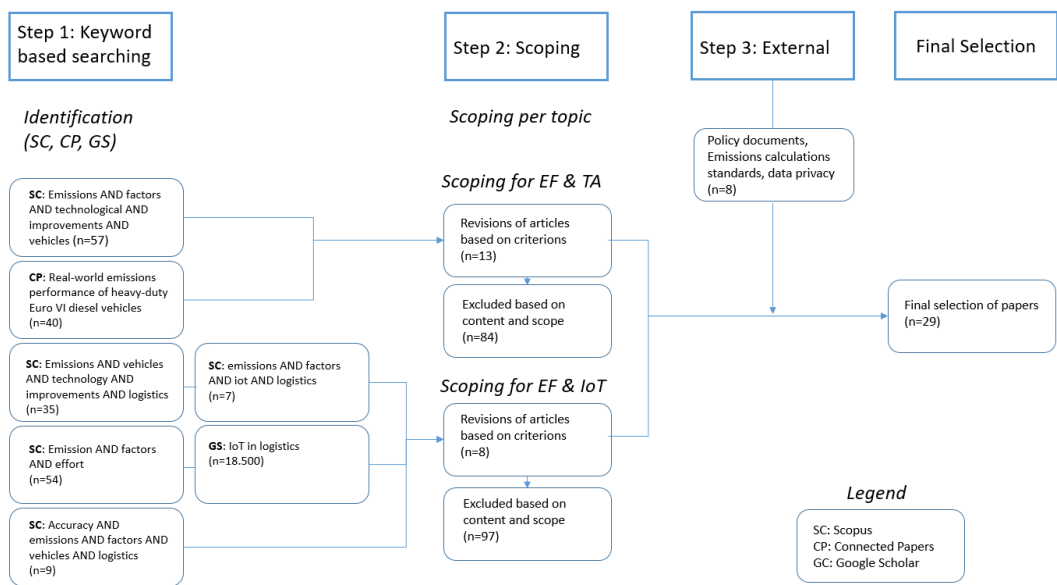 Step 1: Keyword
based searching
Step 2: Scoping
Step 3: External
Final Selection
Identification
(SC, CP, GS)
Scoping per topic
Policy documents,
Emissions calculations
standards, data privacy
(n=8)
SC: Emissions AND factors
AND technological AND
improvements AND
vehicles (n=57)
CP: Real-world emissions
performance of heavy-duty
Euro VI diesel vehicles
(n=40)
Scoping for EF & TA
Revisions of articles
based on criterions
(n=13)
Excluded based on
content and scope
(n=84)
Final selection of papers
(n=29)
SC: Emissions AND vehicles
AND technology AND
improvements AND logistics
(n=35)
SC: emissions AND factors
AND iot AND logistics
(n=7)
SC: Emission AND factors
AND effort
(n=54)
GS: IoT in logistics
(n=18.500)
SC: Accuracy AND
emissions AND factors AND
vehicles AND logistics
(n=9)
Scoping for EF & IoT
Revisions of articles
based on criterions
(n=8)
Excluded based on
content and scope
(n=97)
Legend
SC: Scopus
CP: Connected Papers
GC: Google Scholar